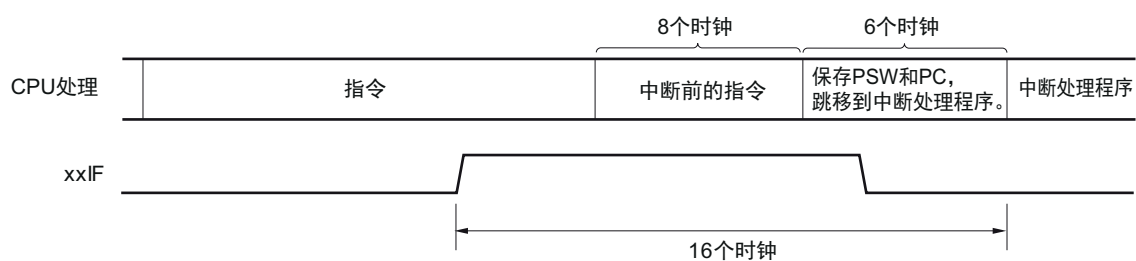 8个时钟
6个时钟
CPU处理
指令
中断前的指令
保存PSW和PC，
跳移到中断处理程序。
中断处理程序
xxIF
16个时钟